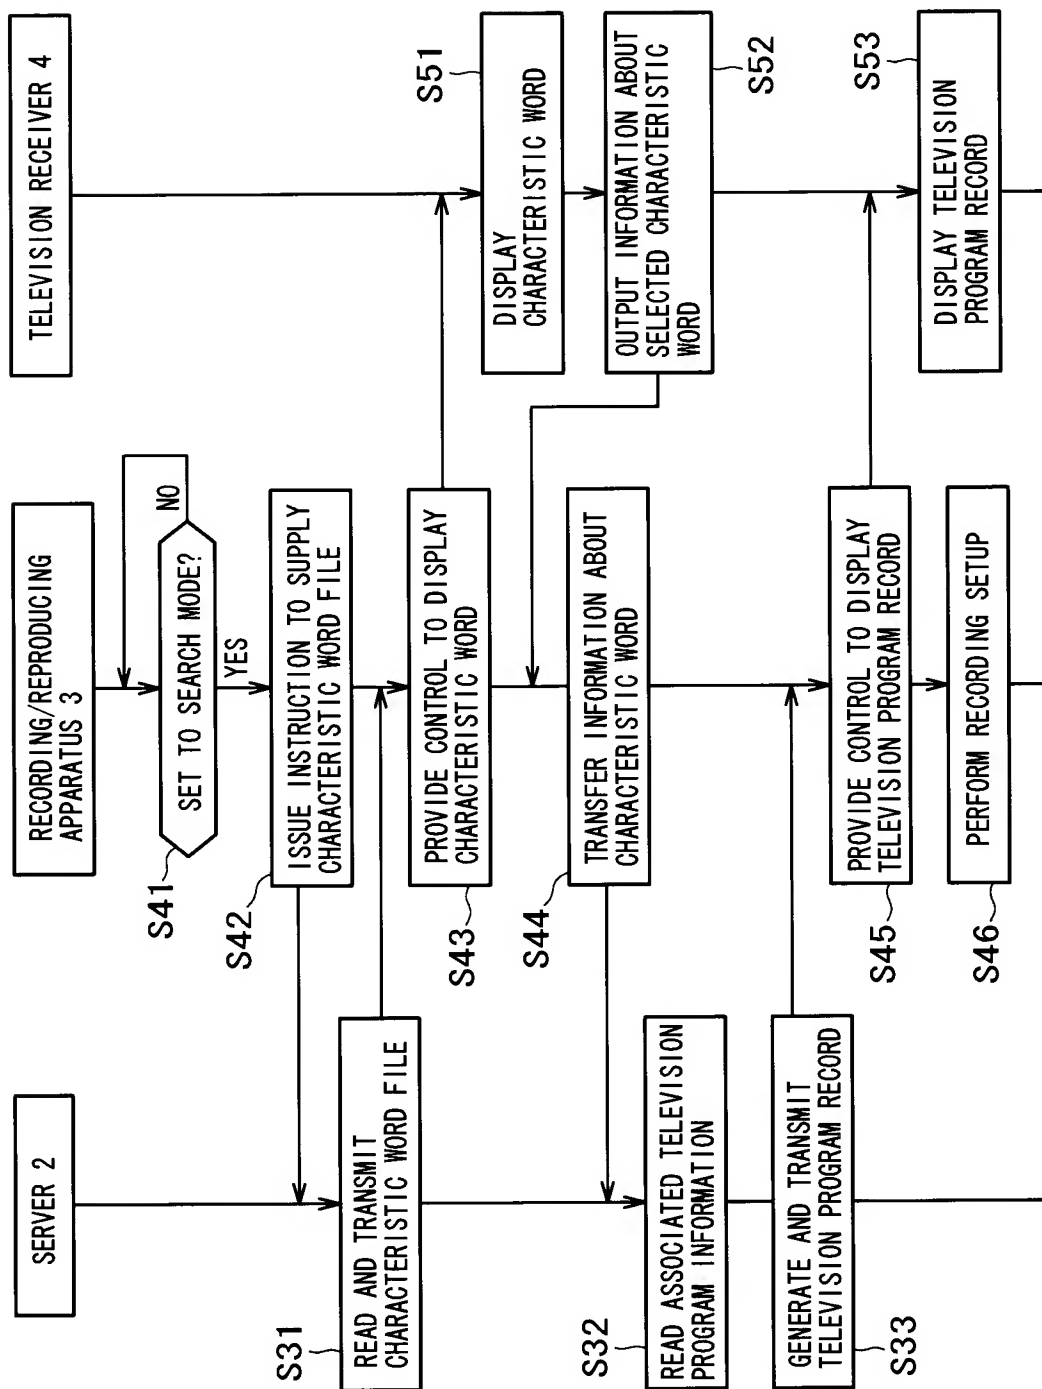 SERVER 2
READ AND TRANSMIT
CHARACTERISTIC WORD FILE
S31
READ ASSOCIATED TELEVISION
PROGRAM INFORMATION
S32
GENERATE AND TRANSMIT
TELEVISION PROGRAM RECORD
S33
RECORDING/REPRODUCING
APPARATUS 3
SET TO SEARCH MODE?
S41
NO
YES
ISSUE INSTRUCTION TO SUPPLY
CHARACTERISTIC WORD FILE
S42
PROVIDE CONTROL TO DISPLAY
CHARACTERISTIC WORD
S43
TRANSFER INFORMATION ABOUT
CHARACTERISTIC WORD
S44
PROVIDE CONTROL TO DISPLAY
TELEVISION PROGRAM RECORD
S45
PERFORM RECORDING SETUP
S46
TELEVISION RECEIVER 4
DISPLAY
CHARACTERISTIC WORD
S51
OUTPUT INFORMATION ABOUT
SELECTED CHARACTERISTIC
WORD
S52
DISPLAY TELEVISION
PROGRAM RECORD
S53